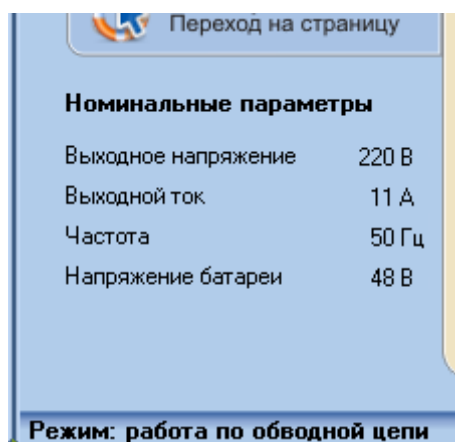 Переход на страницу
Номинальные параметры
Выходное напряжение 220 В
Выходной ток 11 А
Частота 50 Гц
Напряжение батареи 48 В
Режим: работа по обводной цепи